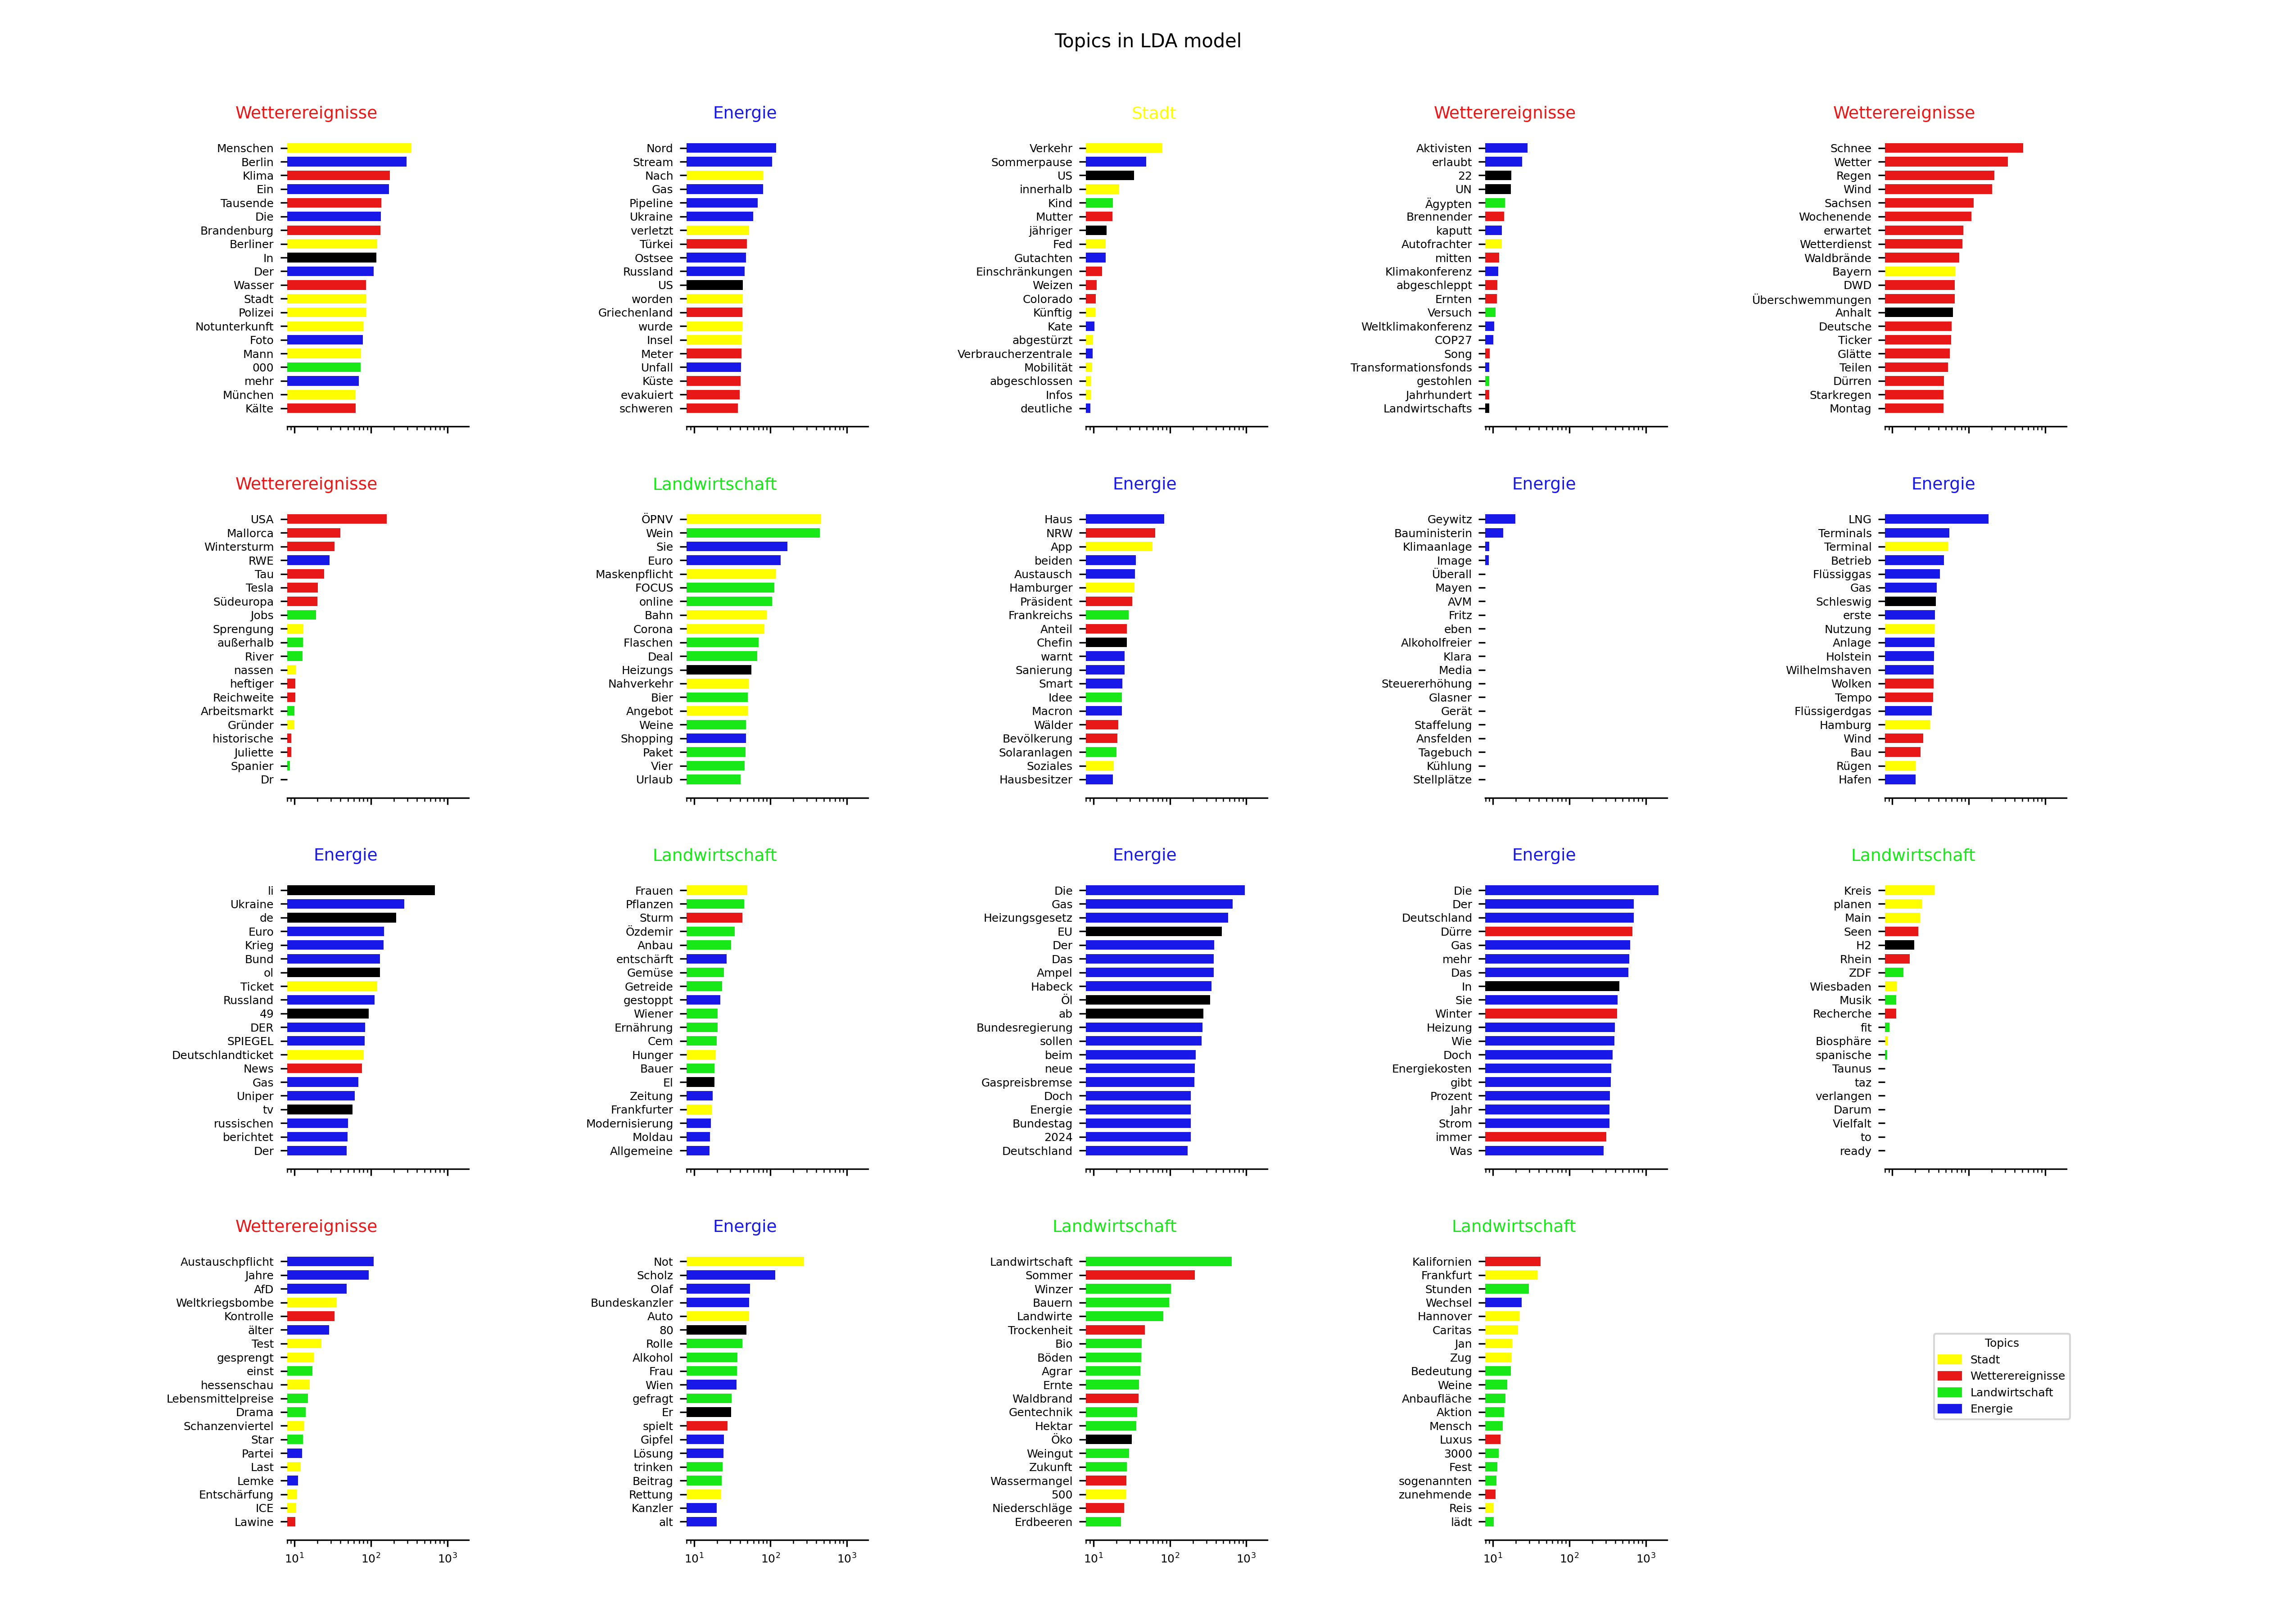 Topics in LDA model
Wetterereignisse
Menschen
Berlin
Klima
Ein
Tausende
Die
Brandenburg
Berliner
In
Der
Wasser
Stadt
Polizei
Notunterkunft
Foto
Mann
000
mehr
München
Kälte
Energie
Nord
Stream
Nach
Gas
Pipeline
Ukraine
verletzt
Türkei
Ostsee
Russland
US
worden
Griechenland
wurde
Insel
Meter
Unfall
Küste
evakuiert
schweren
Stadt
Verkehr
Sommerpause
US
innerhalb
Kind
Mutter
jähriger
Fed
Gutachten
Einschränkungen
Weizen
Colorado
Künftig
Kate
abgestürzt
Verbraucherzentrale
Mobilität
abgeschlossen
Infos
deutliche
Wetterereignisse
Aktivisten
erlaubt
22
UN
Ägypten
Brennender
kaputt
Autofrachter
mitten
Klimakonferenz
abgeschleppt
Ernten
Versuch
Weltklimakonferenz
COP27
Song
Transformationsfonds
gestohlen
Jahrhundert
Landwirtschafts
Wetterereignisse
Schnee
Wetter
Regen
Wind
Sachsen
Wochenende
erwartet
Wetterdienst
Waldbrände
Bayern
DWD
Überschwemmungen
Anhalt
Deutsche
Ticker
Glätte
Teilen
Dürren
Starkregen
Montag
Wetterereignisse
USA
Mallorca
Wintersturm
RWE
Tau
Tesla
Südeuropa
Jobs
Sprengung
außerhalb
River
nassen
heftiger
Reichweite
Arbeitsmarkt
Gründer
historische
Juliette
Spanier
Dr
Landwirtschaft
ÖPNV
Wein
Sie
Euro
Maskenpflicht
FOCUS
online
Bahn
Corona
Flaschen
Deal
Heizungs
Nahverkehr
Bier
Angebot
Weine
Shopping
Paket
Vier
Urlaub
Energie
Haus
NRW
App
beiden
Austausch
Hamburger
Präsident
Frankreichs
Anteil
Chefin
warnt
Sanierung
Smart
Idee
Macron
Wälder
Bevölkerung
Solaranlagen
Soziales
Hausbesitzer
Energie
Geywitz
Bauministerin
Klimaanlage
Image
Überall
Mayen
AVM
Fritz
eben
Alkoholfreier
Klara
Media
Steuererhöhung
Glasner
Gerät
Staffelung
Ansfelden
Tagebuch
Kühlung
Stellplätze
Energie
LNG
Terminals
Terminal
Betrieb
Flüssiggas
Gas
Schleswig
erste
Nutzung
Anlage
Holstein
Wilhelmshaven
Wolken
Tempo
Flüssigerdgas
Hamburg
Wind
Bau
Rügen
Hafen
Energie
li
Ukraine
de
Euro
Krieg
Bund
ol
Ticket
Russland
49
DER
SPIEGEL
Deutschlandticket
News
Gas
Uniper
tv
russischen
berichtet
Der
Landwirtschaft
Frauen
Pflanzen
Sturm
Özdemir
Anbau
entschärft
Gemüse
Getreide
gestoppt
Wiener
Ernährung
Cem
Hunger
Bauer
El
Zeitung
Frankfurter
Modernisierung
Moldau
Allgemeine
Energie
Die
Gas
Heizungsgesetz
EU
Der
Das
Ampel
Habeck
Öl
ab
Bundesregierung
sollen
beim
neue
Gaspreisbremse
Doch
Energie
Bundestag
2024
Deutschland
Energie
Die
Der
Deutschland
Dürre
Gas
mehr
Das
In
Sie
Winter
Heizung
Wie
Doch
Energiekosten
gibt
Prozent
Jahr
Strom
immer
Was
Landwirtschaft
Kreis
planen
Main
Seen
H2
Rhein
ZDF
Wiesbaden
Musik
Recherche
fit
Biosphäre
spanische
Taunus
taz
verlangen
Darum
Vielfalt
to
ready
Wetterereignisse
Austauschpflicht
Jahre
AfD
Weltkriegsbombe
Kontrolle
älter
Test
gesprengt
einst
hessenschau
Lebensmittelpreise
Drama
Schanzenviertel
Star
Partei
Last
Lemke
Entschärfung
ICE
Lawine
10¹ 10² 10³
Energie
Not
Scholz
Olaf
Bundeskanzler
Auto
80
Rolle
Alkohol
Frau
Wien
gefragt
Er
spielt
Gipfel
Lösung
trinken
Beitrag
Rettung
Kanzler
alt
10¹ 10² 10³
Landwirtschaft
Landwirtschaft
Sommer
Winzer
Bauern
Landwirte
Trockenheit
Bio
Böden
Agrar
Ernte
Waldbrand
Gentechnik
Hektar
Öko
Weingut
Zukunft
Wassermangel
500
Niederschläge
Erdbeeren
10¹ 10² 10³
Landwirtschaft
Kalifornien
Frankfurt
Stunden
Wechsel
Hannover
Caritas
Jan
Zug
Bedeutung
Weine
Anbaufläche
Aktion
Mensch
Luxus
3000
Fest
sogenannten
zunehmende
Reis
lädt
10¹ 10² 10³
Topics
Stadt
Wetterereignisse
Landwirtschaft
Energie